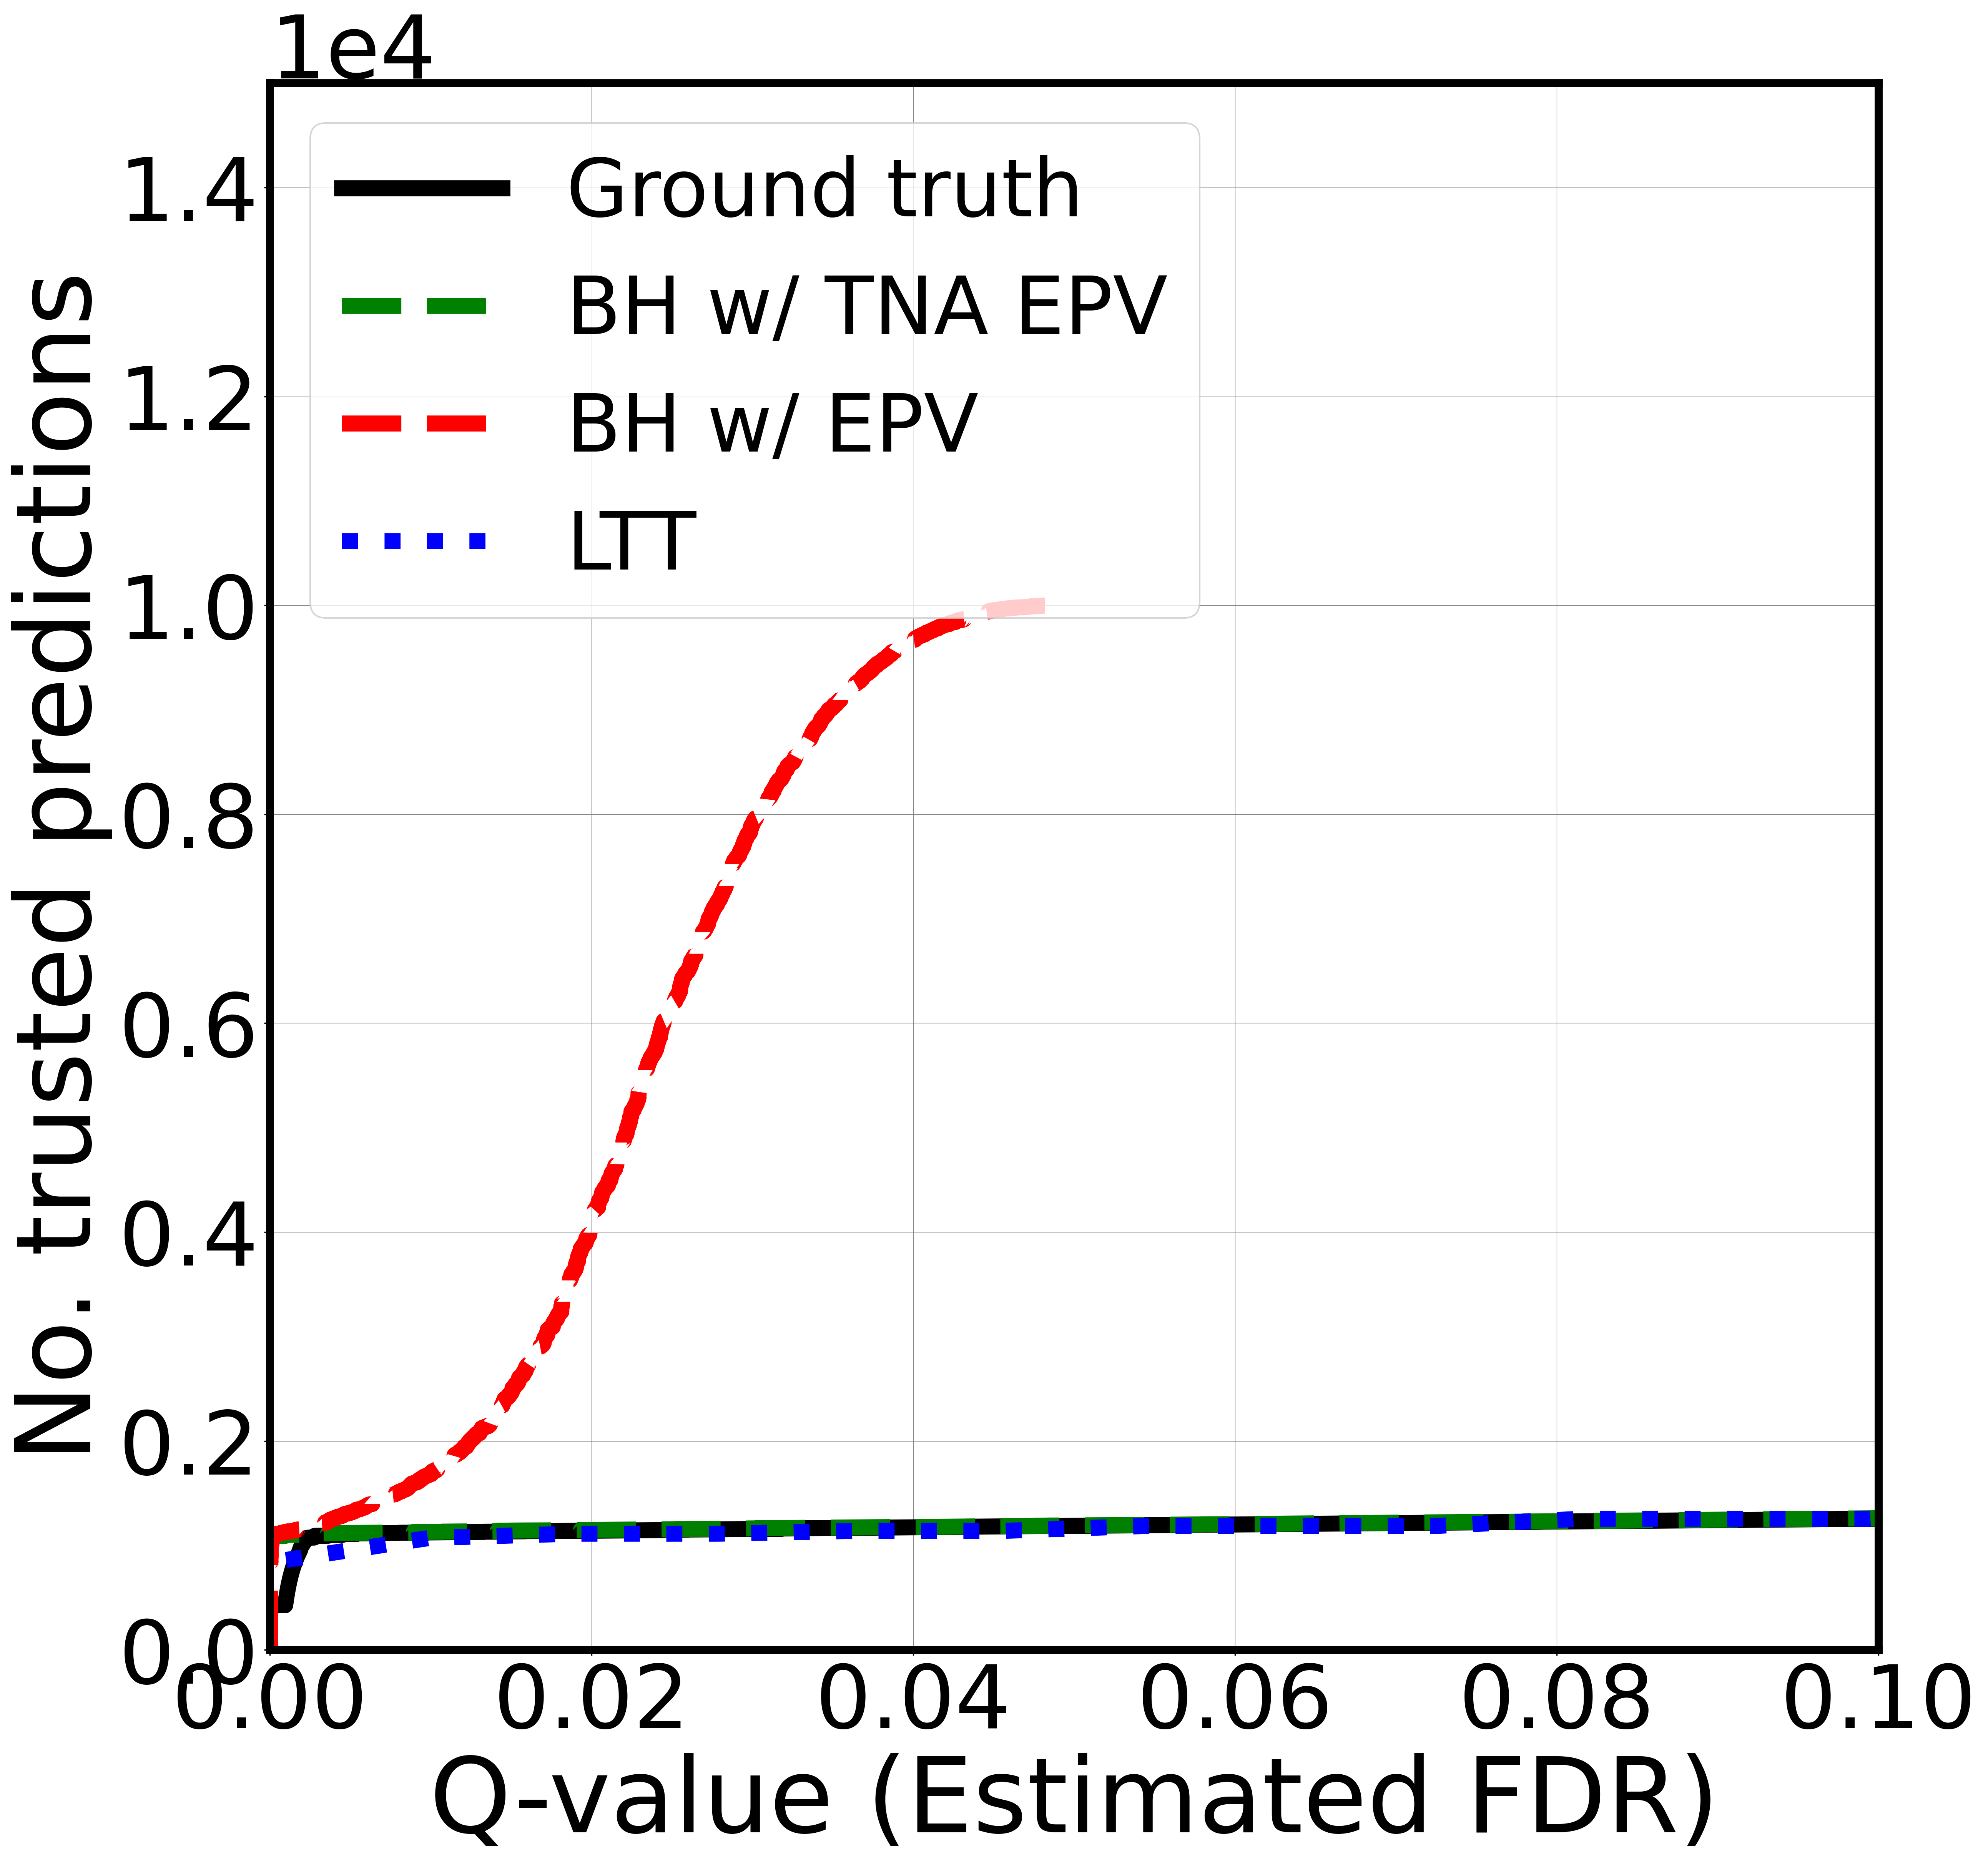 1e4
No. trusted predictions
1.4
1.2
1.0
0.8
0.6
0.4
0.2
0.0
Ground truth
BH w/ TNA EPV
BH w/ EPV
LTT
0.00 0.02 0.04 0.06 0.08 0.10
Q-value (Estimated FDR)